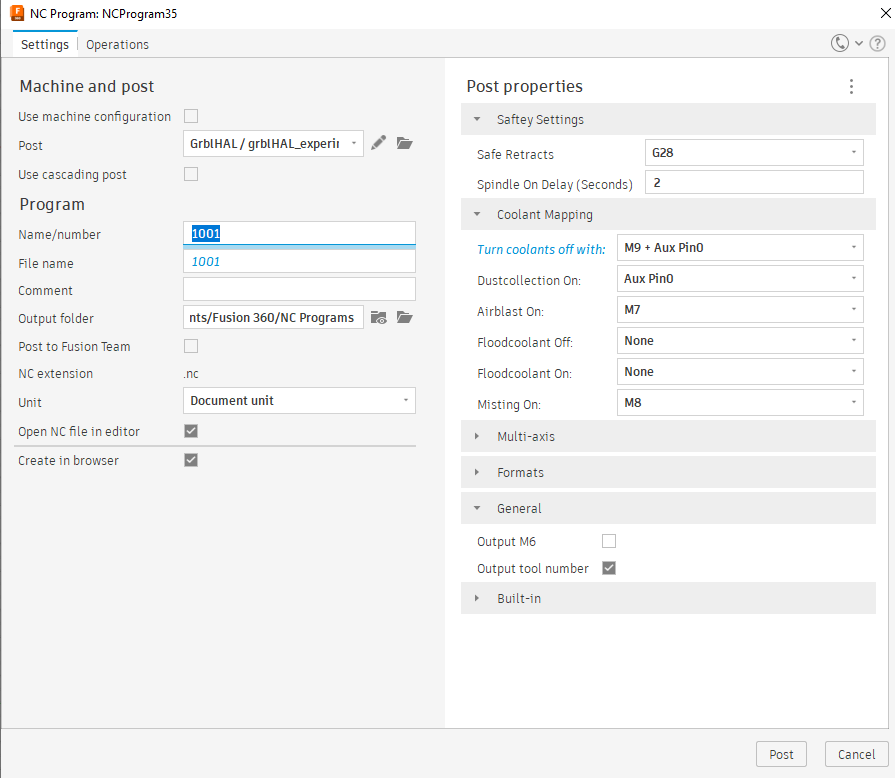 NC Program: NCProgram35
Settings
Operations
Machine and post
Use machine configuration
Post
GrblHAL / grblHAL_experir
Use cascading post
Program
Name/number
1001
File name
1001
Comment
Output folder
nts/Fusion 360/NC Programs
Post to Fusion Team
NC extension
.nc
Unit
Document unit
Open NC file in editor
Create in browser
Post properties
Saftey Settings
Safe Retracts
G28
Spindle On Delay (Seconds)
2
Coolant Mapping
Turn coolants off with:
M9 + Aux Pin0
Dustcollection On:
Aux Pin0
Airblast On:
M7
Floodcoolant Off:
None
Floodcoolant On:
None
Misting On:
M8
Multi-axis
Formats
General
Output M6
Output tool number
Built-in
Post
Cancel